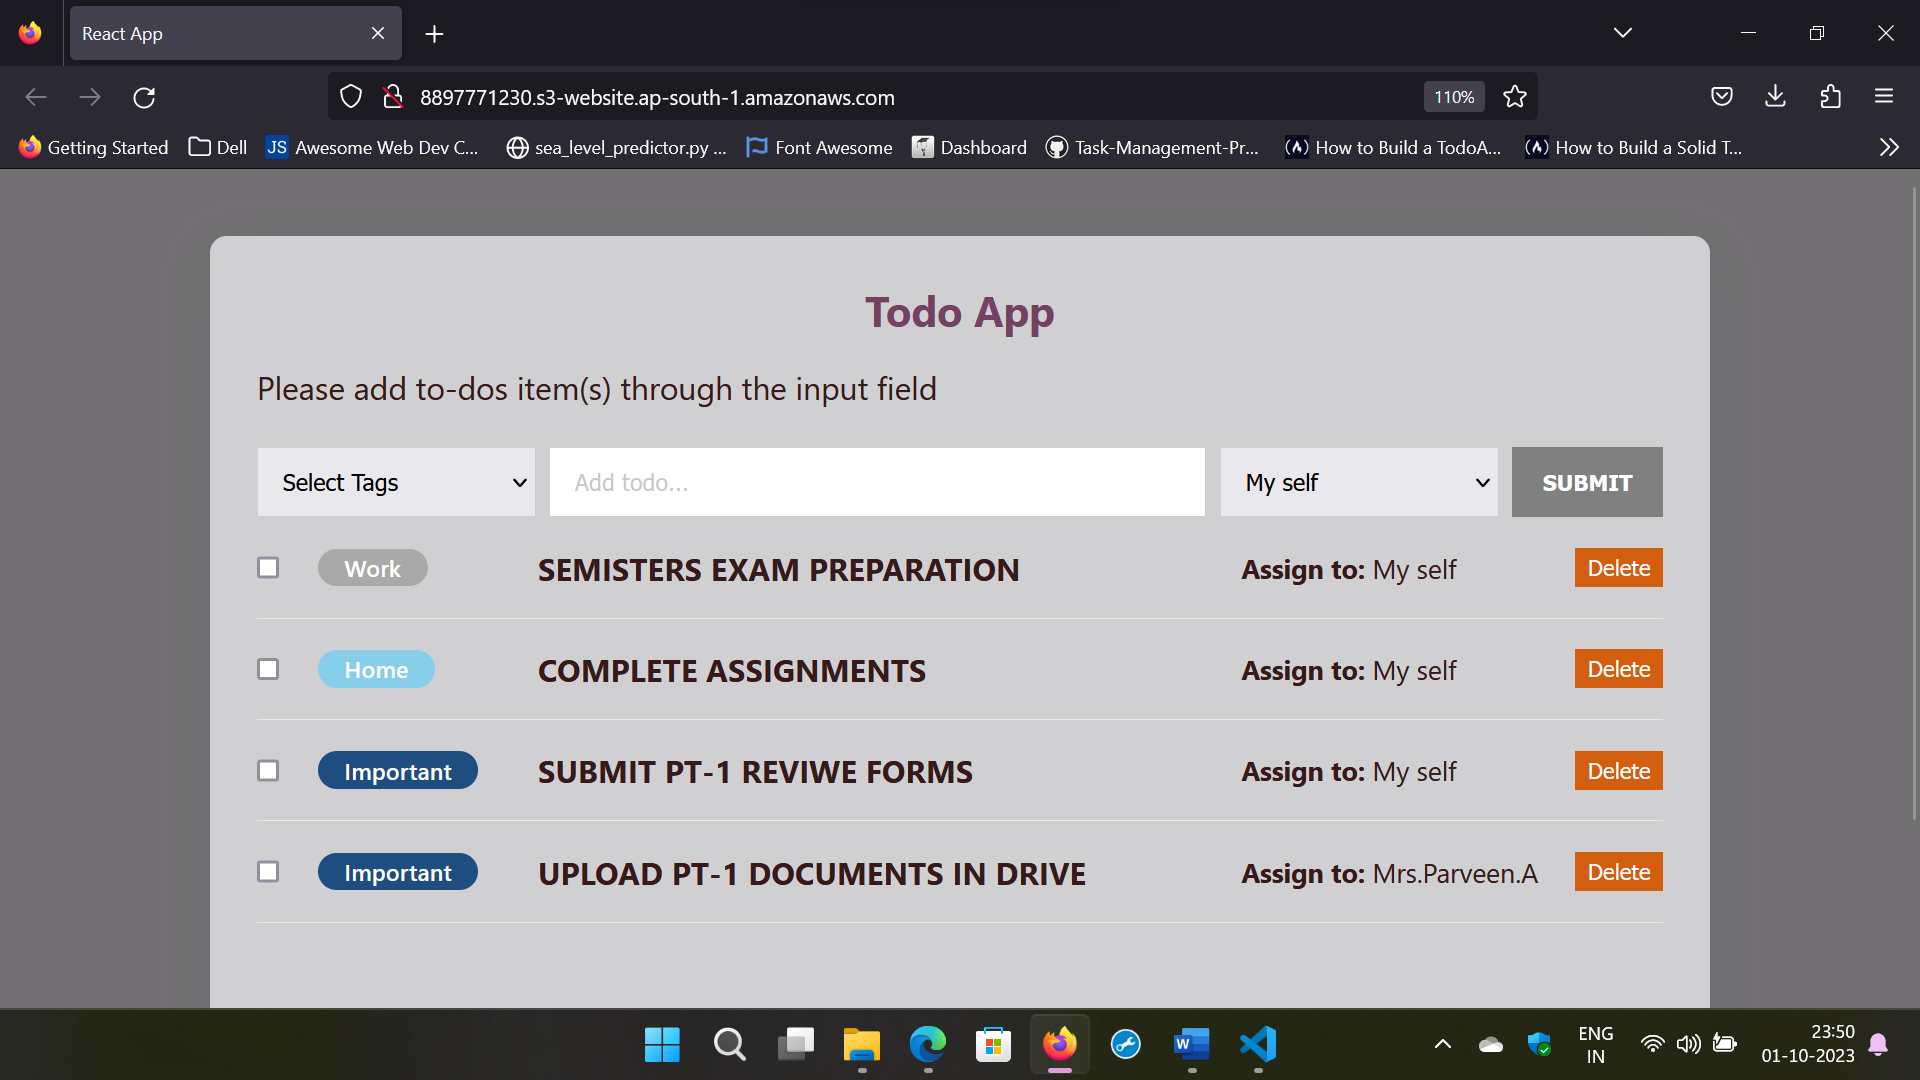 React App
8897771230.s3-website.ap-south-1.amazonaws.com 110%
Getting Started Dell JS Awesome Web Dev C... sea_level_predictor.py ... Font Awesome Dashboard Task-Management-Pr... How to Build a TodoA... How to Build a Solid T...
Todo App
Please add to-dos item(s) through the input field
Select Tags Add todo... My self SUBMIT
Work SEMISTERS EXAM PREPARATION Assign to: My self Delete
Home COMPLETE ASSIGNMENTS Assign to: My self Delete
Important SUBMIT PT-1 REVIWE FORMS Assign to: My self Delete
Important UPLOAD PT-1 DOCUMENTS IN DRIVE Assign to: Mrs.Parveen.A Delete
W
ENG 23:50
IN 01-10-2023